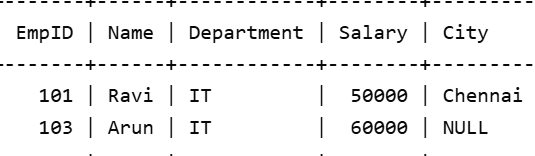 EmpID | Name | Department | Salary | City
101 | Ravi | IT | 50000 | Chennai
103 | Arun | IT | 60000 | NULL